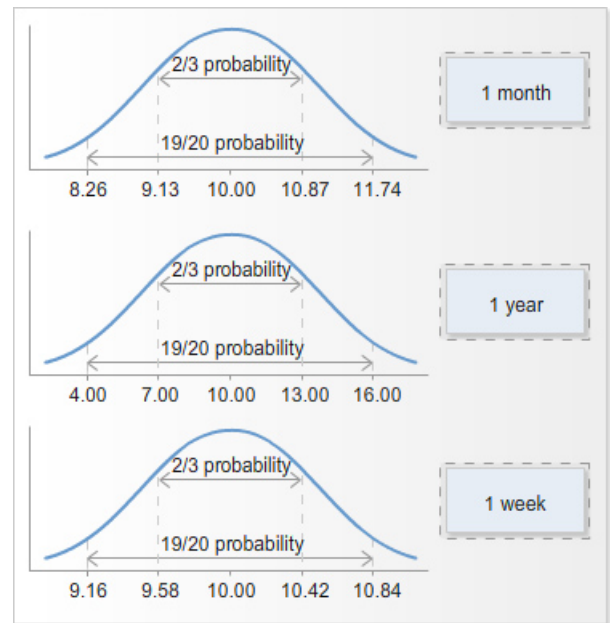 2/3 probability
1 month
19/20 probability
8.26 9.13 10.00 10.87 11.74
2/3 probability
1 year
19/20 probability
4.00 7.00 10.00 13.00 16.00
2/3 probability
1 week
19/20 probability
9.16 9.58 10.00 10.42 10.84